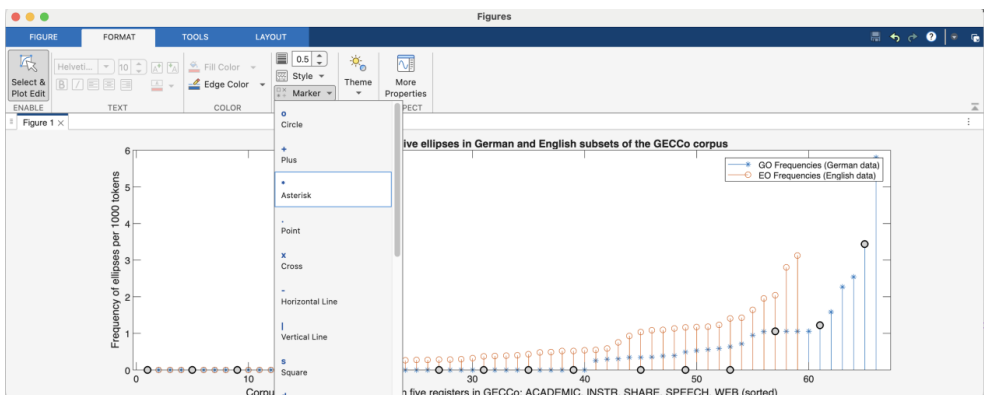 Figures
FIGURE FORMAT TOOLS LAYOUT
Helveti... 10 Fill Color 0.5
Select & Plot Edit
Edge Color
Style
Marker
Theme
More Properties
ENABLE TEXT COLOR PECT
Figure 1
Circle
Plus
Asterisk
Point
Cross
Horizontal Line
Vertical Line
Square
ive ellipses in German and English subsets of the GECCo corpus
GO Frequencies (German data)
EO Frequencies (English data)
Frequency of ellipses per 1000 tokens
6
5
4
3
2
1
0
0 10 30 40 50 60
Corpu n five registers in GECCo: ACADEMIC, INSTR, SHARE, SPEECH, WEB (sorted)